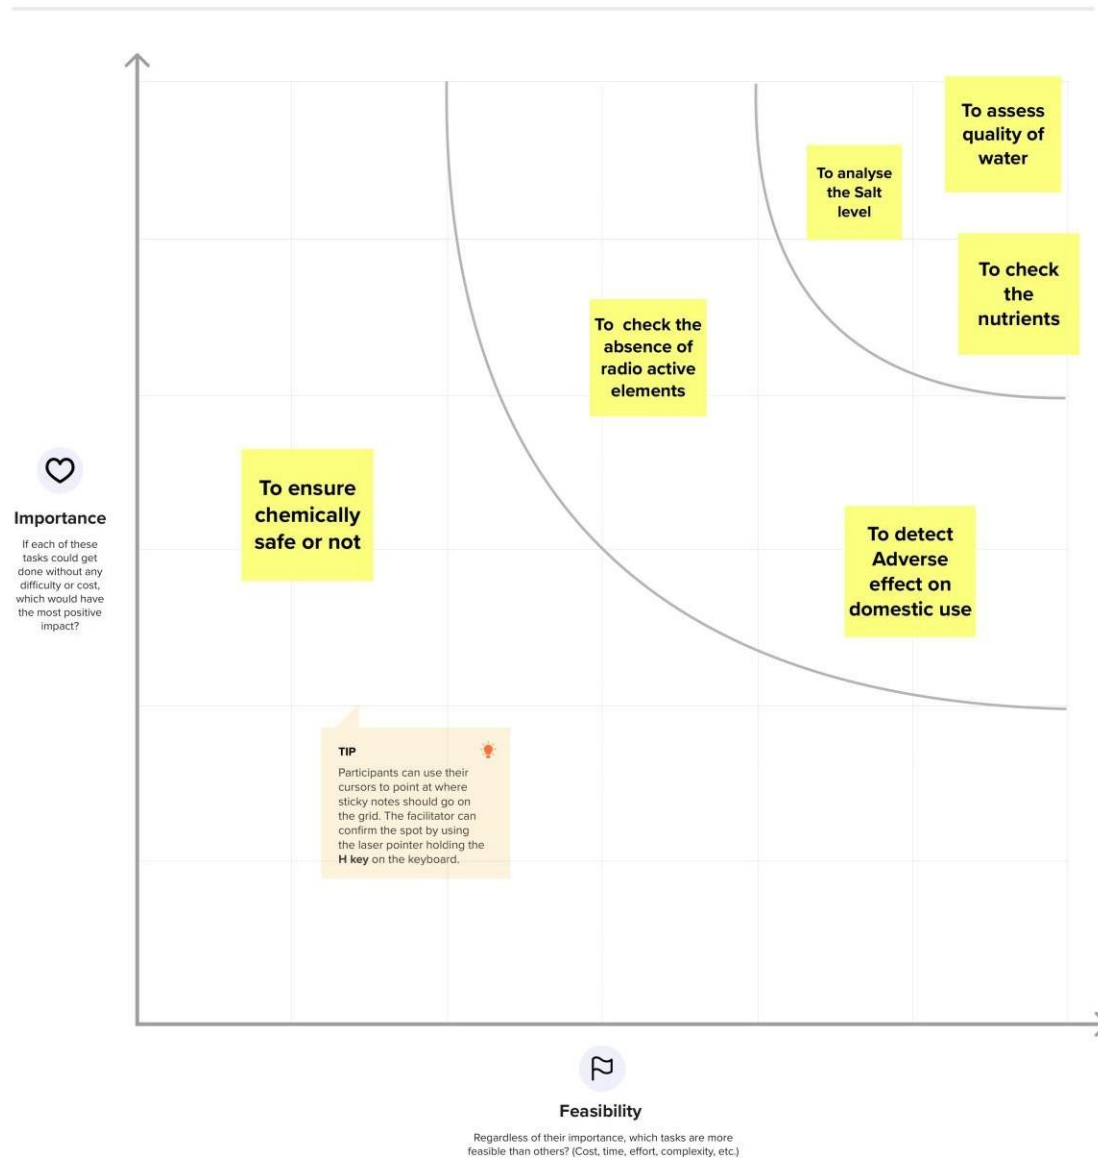 To assess
quality of
water
To analyse
the Salt
level
To check
the
nutrients
To check the
absence of
radio active
elements
To ensure
chemically
safe or not
To detect
Adverse
effect on
domestic use
Importance
If each of these
tasks could get
done without any
difficulty or cost,
which would have
the most positive
impact?
TIP
Participants can use their
cursors to point at where
sticky notes should go on
the grid. The facilitator can
confirm the spot by using
the laser pointer holding the
H key on the keyboard.
Feasibility
Regardless of their importance, which tasks are more
feasible than others? (Cost, time, effort, complexity, etc.)